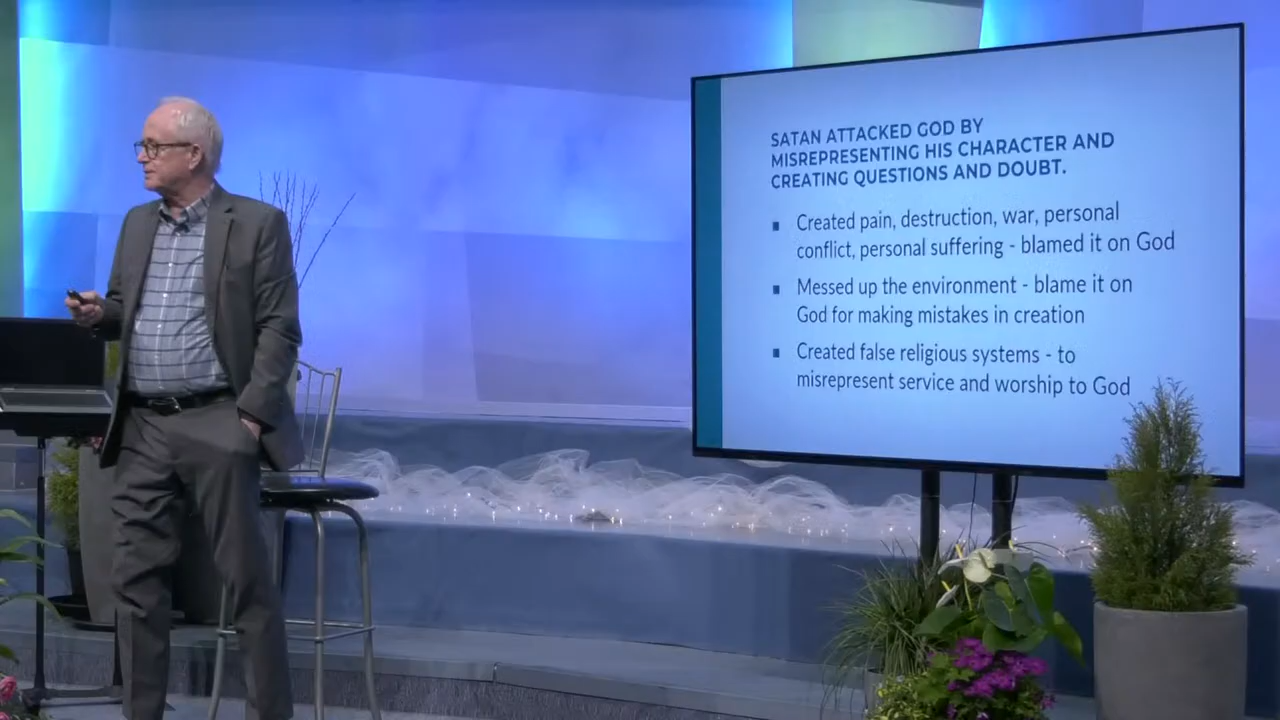 SATAN ATTACKED GOD BY
MISREPRESENTING HIS CHARACTER AND
CREATING QUESTIONS AND DOUBT.
▪ Created pain, destruction, war, personal
conflict, personal suffering - blamed it on God
▪ Messed up the environment - blame it on
God for making mistakes in creation
▪ Created false religious systems - to
misrepresent service and worship to God